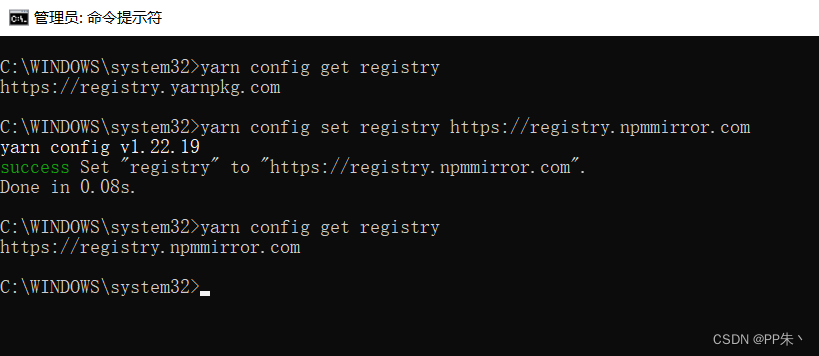 管理员: 命令提示符
C:\WINDOWS\system32>yarn config get registry
https://registry.yarnpkg.com
C:\WINDOWS\system32>yarn config set registry https://registry.npmmirror.com
yarn config v1.22.19
success Set "registry" to "https://registry.npmmirror.com".
Done in 0.08s.
C:\WINDOWS\system32>yarn config get registry
https://registry.npmmirror.com
C:\WINDOWS\system32>
CSDN @PP朱丶